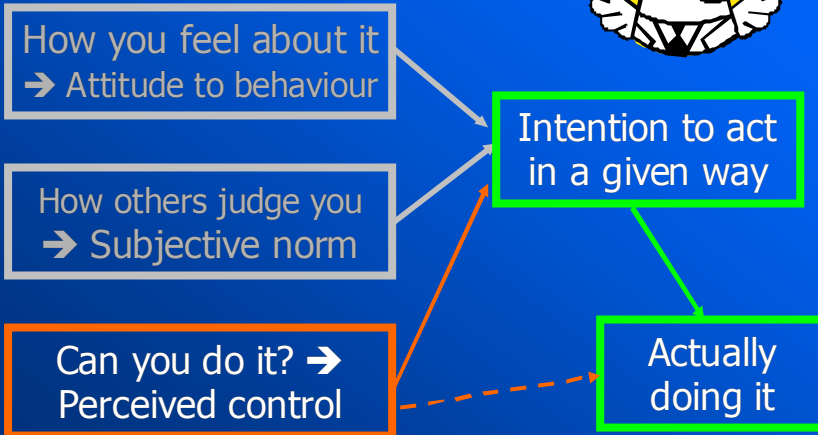 How you feel about it
➔ Attitude to behaviour
How others judge you
➔ Subjective norm
Can you do it? ➔
Perceived control
Intention to act
in a given way
Actually
doing it